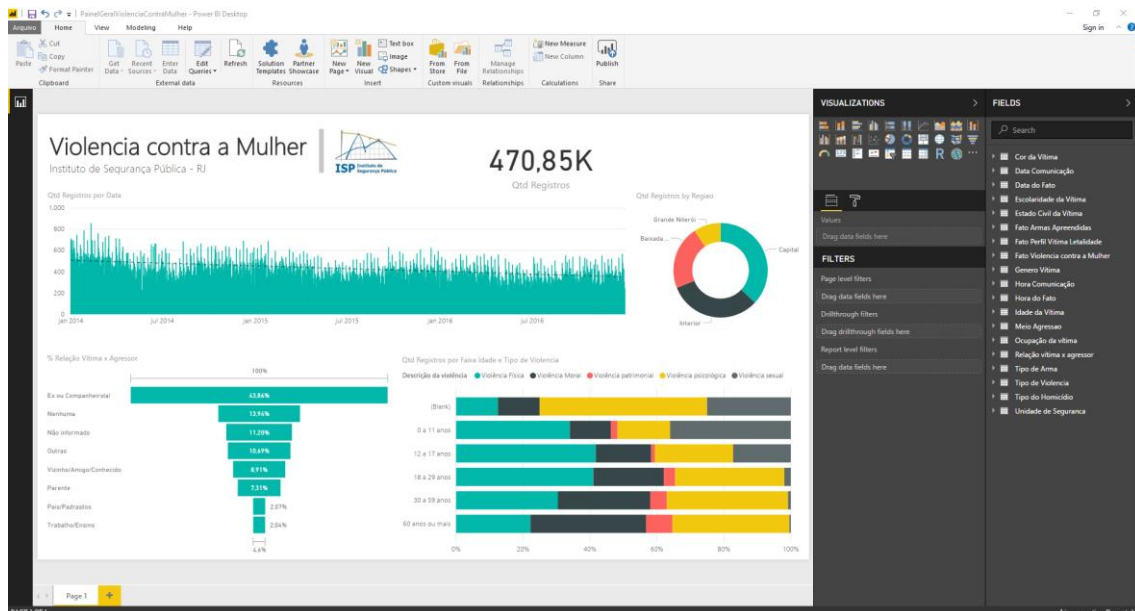 PainelGeralViolenciaContraMulher - Power BI Desktop
Sign in
Arquivo Home View Modeling Help
Paste
Cut
Copy
Format Painter
Clipboard
Get Data
Recent Sources
Enter Data
Edit Queries
External data
Refresh
Solution Templates
Partner Showcase
Resources
New Page
New Visual
Text box
Image
Shapes
Insert
From Store
From File
Custom visuals
Manage Relationships
Relationships
New Measure
New Column
Calculations
Publish
Share
Violencia contra a Mulher
Instituto de Segurança Pública - RJ
ISP Instituto de Segurança Pública
470,85K
Qtd Registros
Qtd Registros por Data
1.000
800
600
400
200
0
jan 2014 jul 2014 jan 2015 jul 2015 jan 2016 jul 2016
Qtd Registros by Regiao
Grande Niterói
Baixada ...
Capital
Interior
% Relação Vítima x Agressor
100%
Ex ou Companheiro(a) 43,86%
Nenhuma 13,94%
Não informado 11,20%
Outras 10,69%
Vizinho/Amigo/Conhecido 8,91%
Parente 7,31%
Pais/Padrastos 2,07%
Trabalho/Ensino 2,04%
4,6%
Qtd Registros por Faixa Idade e Tipo de Violencia
Descrição da violência Violência Física Violência Moral Violência patrimonial Violência psicológica Violência sexual
(Blank)
0 a 11 anos
12 a 17 anos
18 a 29 anos
30 a 59 anos
60 anos ou mais
0% 20% 40% 60% 80% 100%
Page 1
VISUALIZATIONS
Values
Drag data fields here
FILTERS
Page level filters
Drag data fields here
Drillthrough filters
Drag drillthrough fields here
Report level filters
Drag data fields here
FIELDS
Search
Cor da Vítima
Data Comunicação
Data do Fato
Escolaridade da Vítima
Estado Civil da Vítima
Fato Armas Apreendidas
Fato Perfil Vitima Letalidade
Fato Violencia contra a Mulher
Genero Vítima
Hora Comunicação
Hora do Fato
Idade da Vítima
Meio Agressao
Ocupação da vítima
Relação vítima x agressor
Tipo de Arma
Tipo de Violencia
Tipo do Homicídio
Unidade de Seguranca